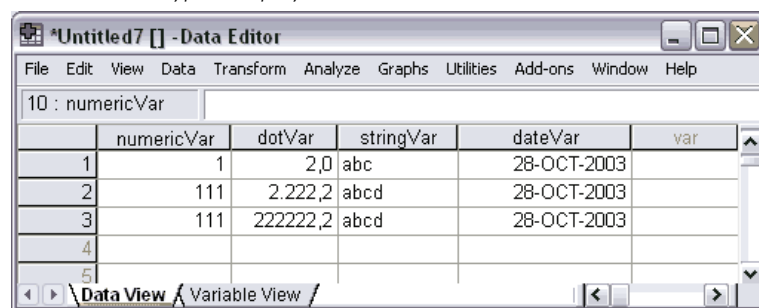 *Untitled7 [] - Data Editor
File Edit View Data Transform Analyze Graphs Utilities Add-ons Window Help
10 : numericVar
numericVar dotVar stringVar dateVar var
1 1 2,0 abc 28-OCT-2003
2 111 2.222,2 abcd 28-OCT-2003
3 111 222222,2 abcd 28-OCT-2003
4
5
Data View Variable View